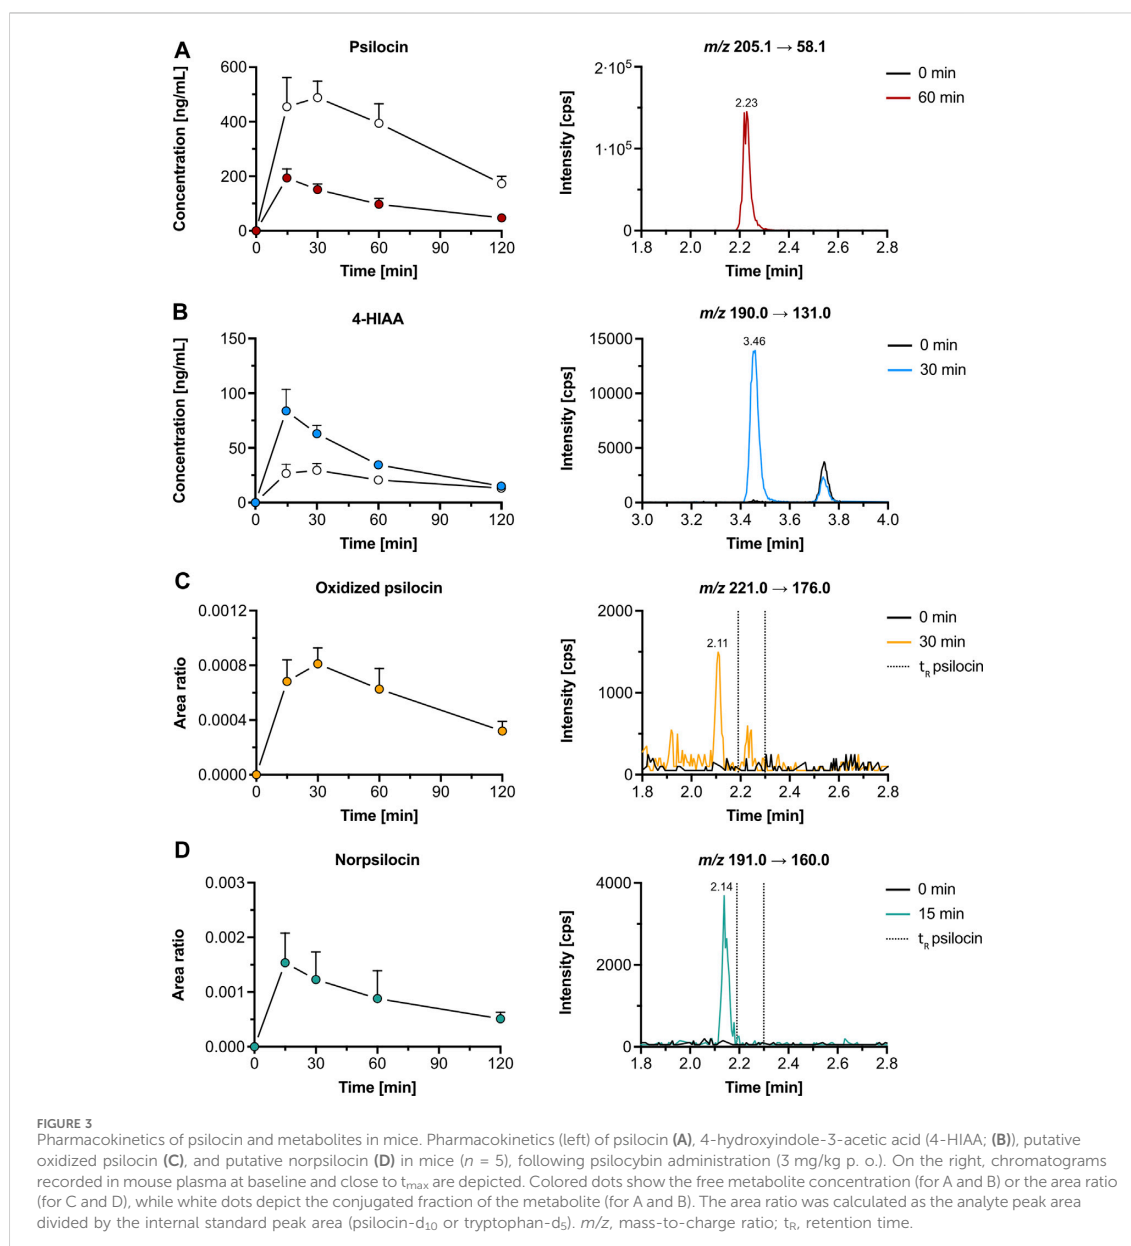 A
Psilocin
Concentration [ng/mL]
600
400
200
0
0 30 60 120
Time [min]
m/z 205.1 → 58.1
Intensity [cps]
2·10⁵
1·10⁵
0
2.23
1.8 2.0 2.2 2.4 2.6 2.8
Time [min]
0 min
60 min
B
4-HIAA
Concentration [ng/mL]
150
100
50
0
0 30 60 120
Time [min]
m/z 190.0 → 131.0
Intensity [cps]
15000
10000
5000
0
3.46
3.0 3.2 3.4 3.6 3.8 4.0
Time [min]
0 min
30 min
C
Oxidized psilocin
Area ratio
0.0012
0.0008
0.0004
0.0000
0 30 60 120
Time [min]
m/z 221.0 → 176.0
Intensity [cps]
2000
1000
0
2.11
1.8 2.0 2.2 2.4 2.6 2.8
Time [min]
0 min
30 min
tR psilocin
D
Norpsilocin
Area ratio
0.003
0.002
0.001
0.000
0 30 60 120
Time [min]
m/z 191.0 → 160.0
Intensity [cps]
4000
2000
0
2.14
1.8 2.0 2.2 2.4 2.6 2.8
Time [min]
0 min
15 min
tR psilocin
FIGURE 3
Pharmacokinetics of psilocin and metabolites in mice. Pharmacokinetics (left) of psilocin (A), 4-hydroxyindole-3-acetic acid (4-HIAA; (B)), putative
oxidized psilocin (C), and putative norpsilocin (D) in mice (n = 5), following psilocybin administration (3 mg/kg p. o.). On the right, chromatograms
recorded in mouse plasma at baseline and close to tmax are depicted. Colored dots show the free metabolite concentration (for A and B) or the area ratio
(for C and D), while white dots depict the conjugated fraction of the metabolite (for A and B). The area ratio was calculated as the analyte peak area
divided by the internal standard peak area (psilocin-d10 or tryptophan-d5). m/z, mass-to-charge ratio; tR, retention time.